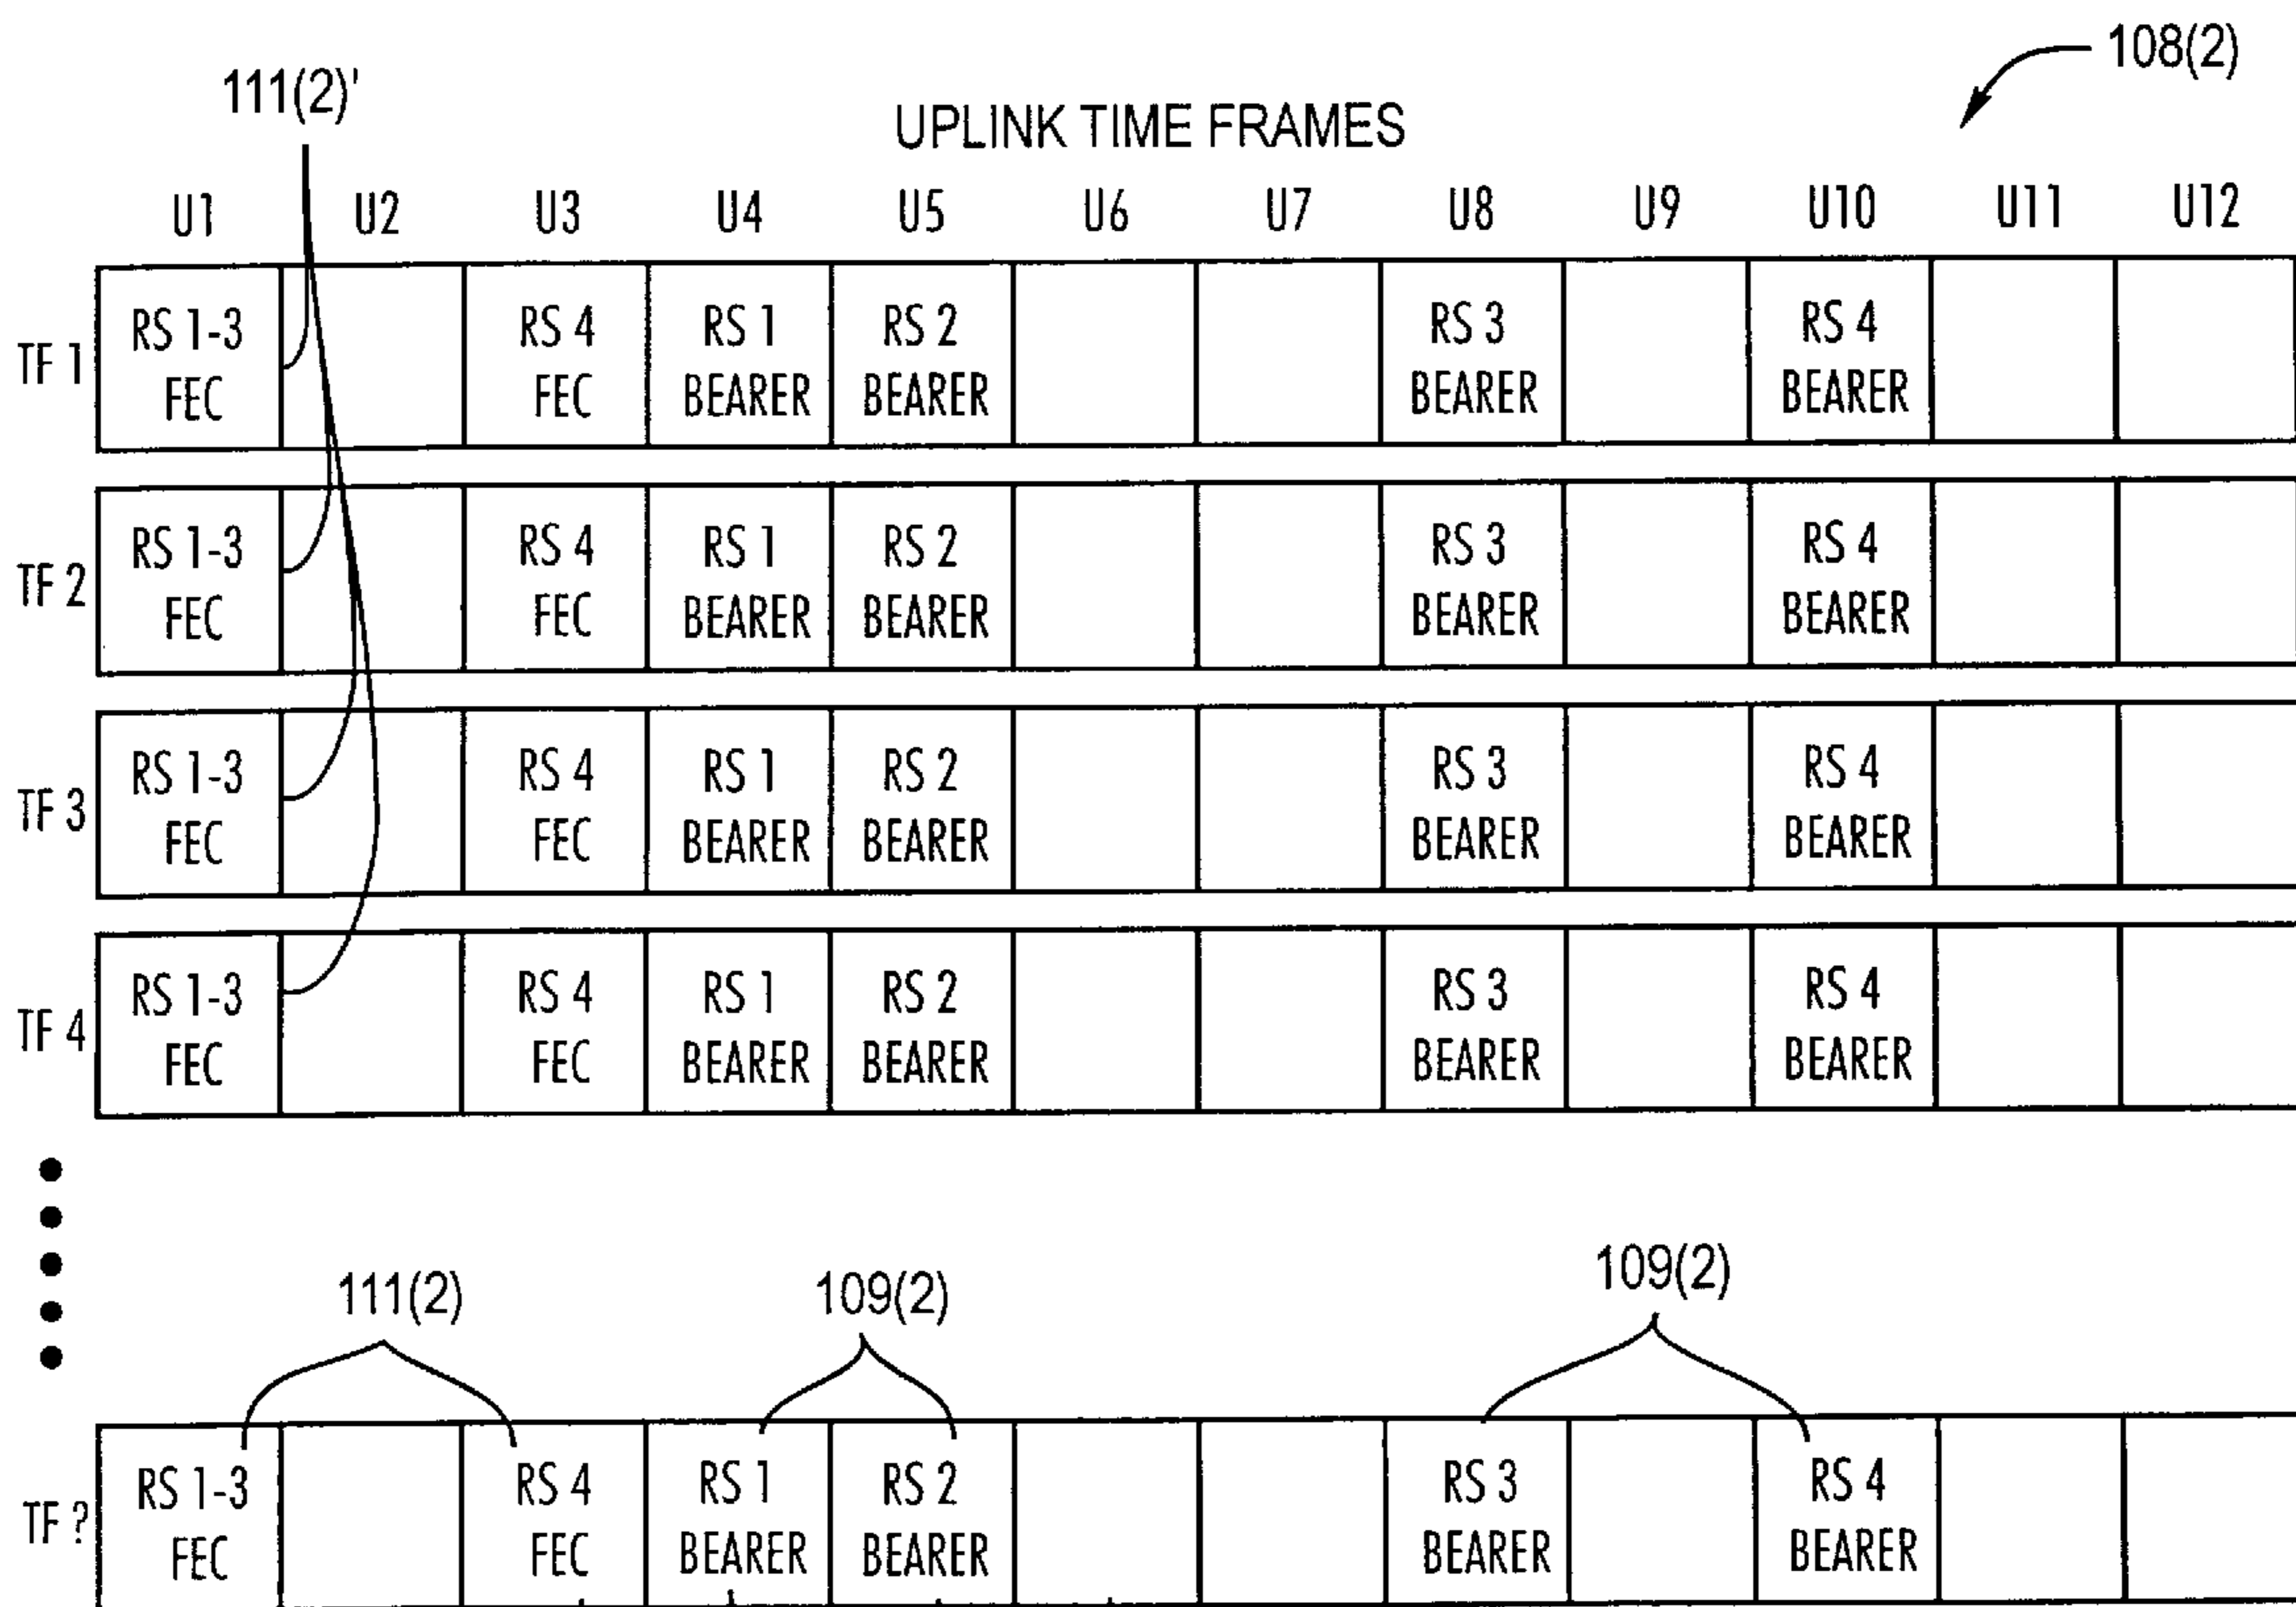 108(2)
111(2)'
UPLINK TIME FRAMES
U1 U2 U3 U4 U5 U6 U7 U8 U9 U10 U11 U12
TF 1
RS 1-3 RS 4 RS 1 RS 2 RS 3 RS 4
FEC FEC BEARER BEARER BEARER BEARER
TF 2
RS 1-3 RS 4 RS 1 RS 2 RS 3 RS 4
FEC FEC BEARER BEARER BEARER BEARER
TF 3
RS 1-3 RS 4 RS 1 RS 2 RS 3 RS 4
FEC FEC BEARER BEARER BEARER BEARER
TF 4
RS 1-3 RS 4 RS 1 RS 2 RS 3 RS 4
FEC FEC BEARER BEARER BEARER BEARER
111(2) 109(2) 109(2)
TF ?
RS 1-3 RS 4 RS 1 RS 2 RS 3 RS 4
FEC FEC BEARER BEARER BEARER BEARER